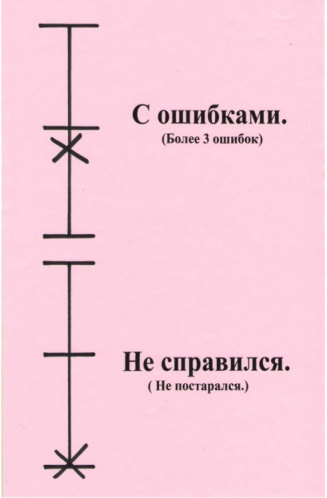 С ошибками.
(Более 3 ошибок)
Не справился.
( Не постарался.)